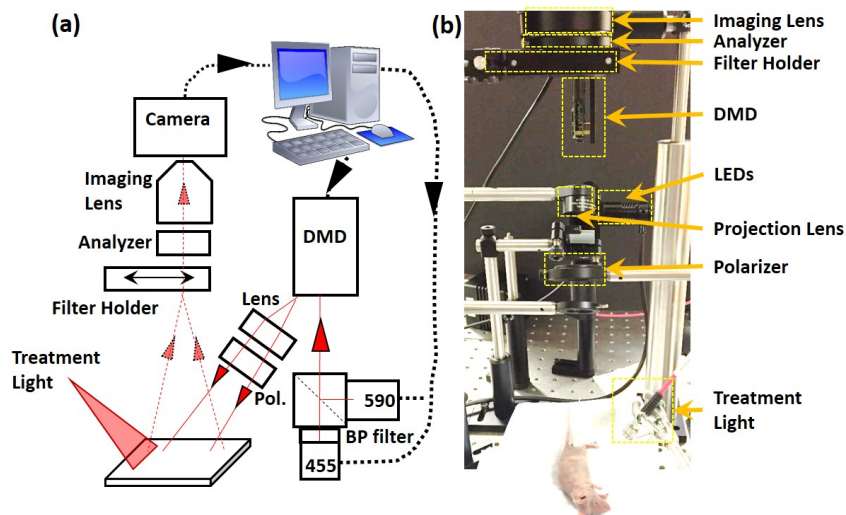 (a)
Camera
Imaging
Lens
Analyzer
Filter Holder
DMD
Lens
Pol.
Treatment
Light
590
BP filter
455
(b)
Imaging Lens
Analyzer
Filter Holder
DMD
LEDs
Projection Lens
Polarizer
Treatment
Light